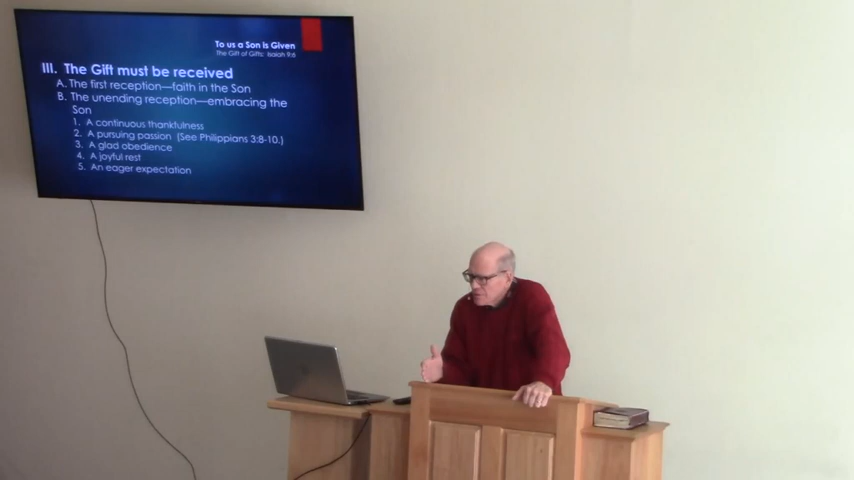 To us a Son is Given
The Gift of Gifts: Isaiah 9:6
III. The Gift must be received
A. The first reception—faith in the Son
B. The unending reception—embracing the
Son
1. A continuous thankfulness
2. A pursuing passion (See Philippians 3:8-10.)
3. A glad obedience
4. A joyful rest
5. An eager expectation